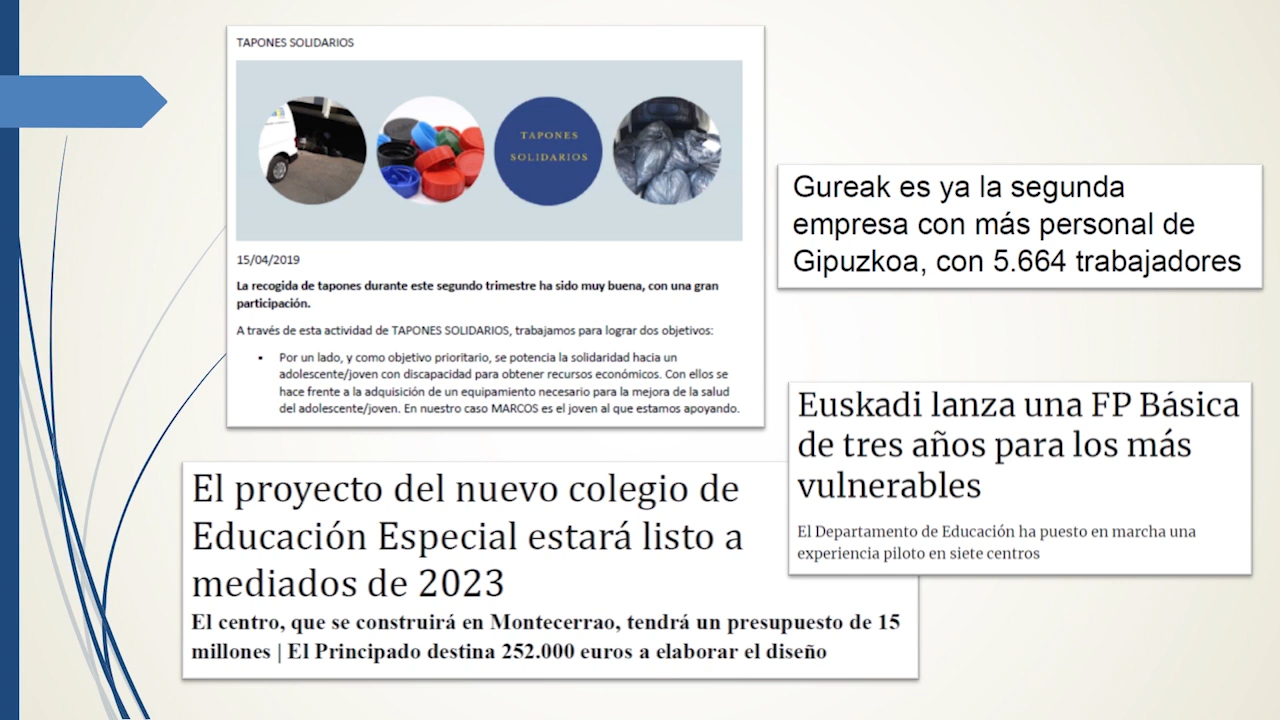 TAPONES SOLIDARIOS
TAPONES
SOLIDARIOS
15/04/2019
La recogida de tapones durante este segundo trimestre ha sido muy buena, con una gran
participación.
A través de esta actividad de TAPONES SOLIDARIOS, trabajamos para lograr dos objetivos:
▪ Por un lado, y como objetivo prioritario, se potencia la solidaridad hacia un
adolescente/joven con discapacidad para obtener recursos económicos. Con ellos se
hace frente a la adquisición de un equipamiento necesario para la mejora de la salud
del adolescente/joven. En nuestro caso MARCOS es el joven al que estamos apoyando.
Gureak es ya la segunda
empresa con más personal de
Gipuzkoa, con 5.664 trabajadores
Euskadi lanza una FP Básica
de tres años para los más
vulnerables
El Departamento de Educación ha puesto en marcha una
experiencia piloto en siete centros
El proyecto del nuevo colegio de
Educación Especial estará listo a
mediados de 2023
El centro, que se construirá en Montecerrao, tendrá un presupuesto de 15
millones | El Principado destina 252.000 euros a elaborar el diseño